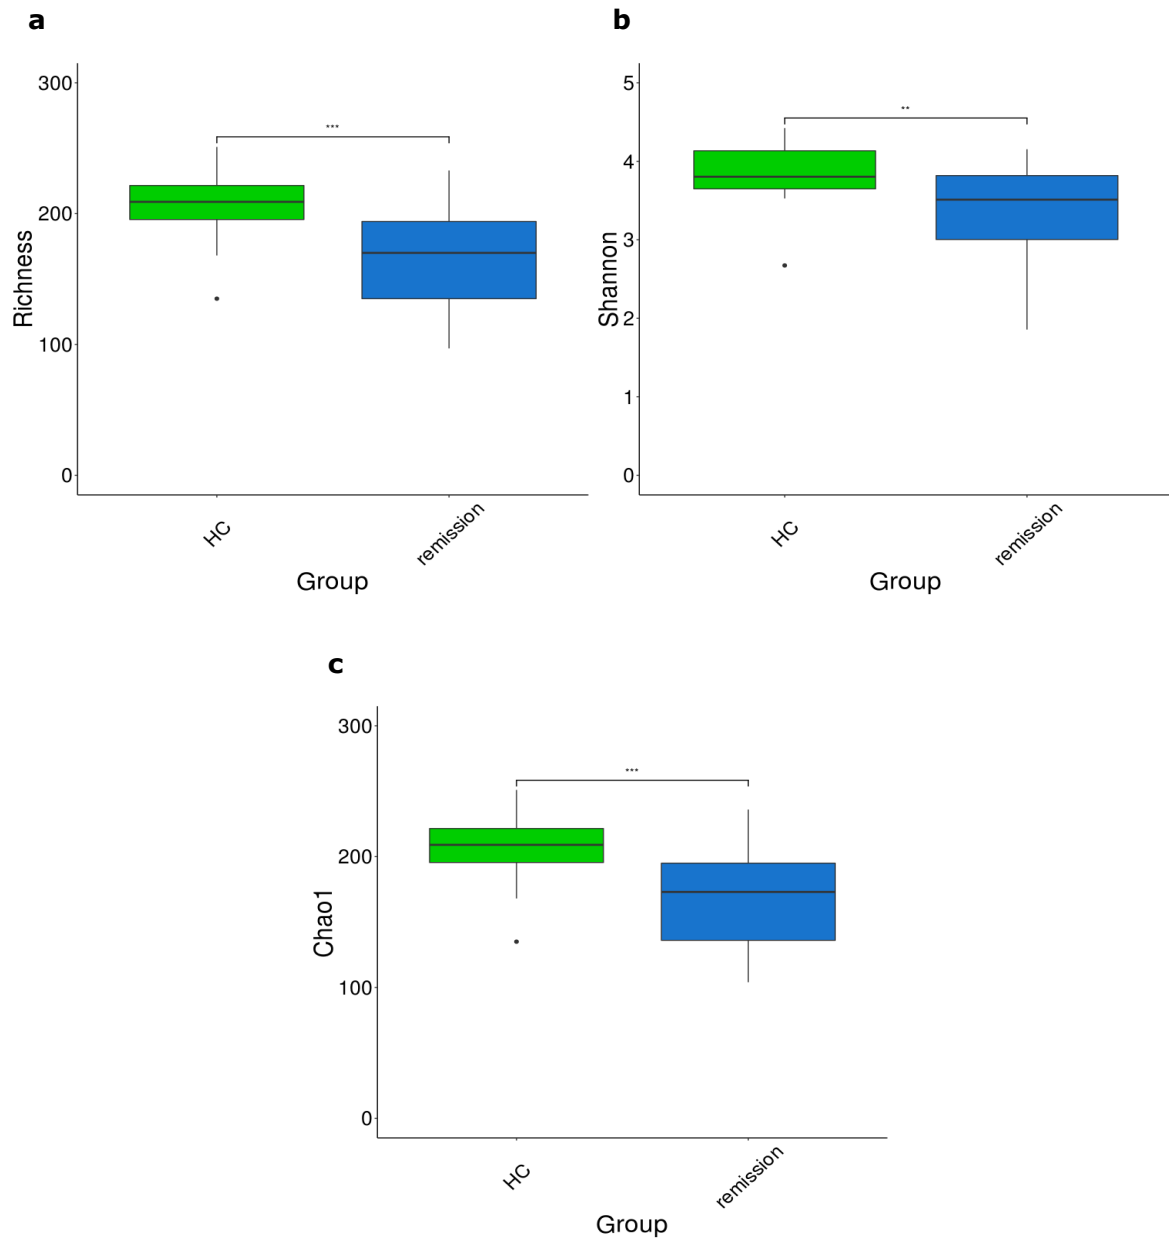 a
Richness
300
200
100
0
***
HC
remission
Group
b
Shannon
5
4
3
2
1
0
**
HC
remission
Group
c
Chao1
300
200
100
0
***
HC
remission
Group